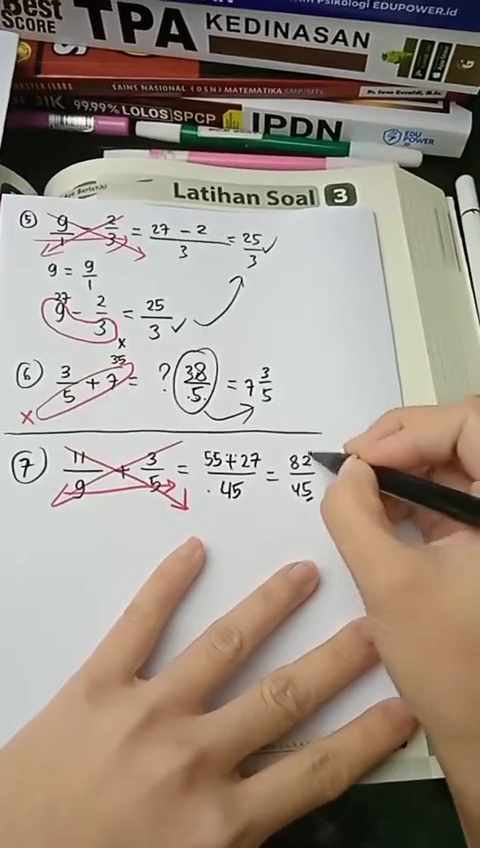 Psikologi EDUPOWER.id
Best SCORE TPA KEDINASAN
SAINS NASIONAL (OSN) MATEMATIKA SMP/MTs
99,99% LOLOS SPCP IPDN EDU POWER
Latihan Soal 3
5 9/1 - 2/3 = 27 - 2/3 = 25/3 ✓
9 = 9/1
27
9 - 2/3 = 25/3 ✓
x
35
6 3/5 + 7 = ? 38/5 = 7 3/5
x
7 11/9 + 3/5 = 55+27/45 = 82/45